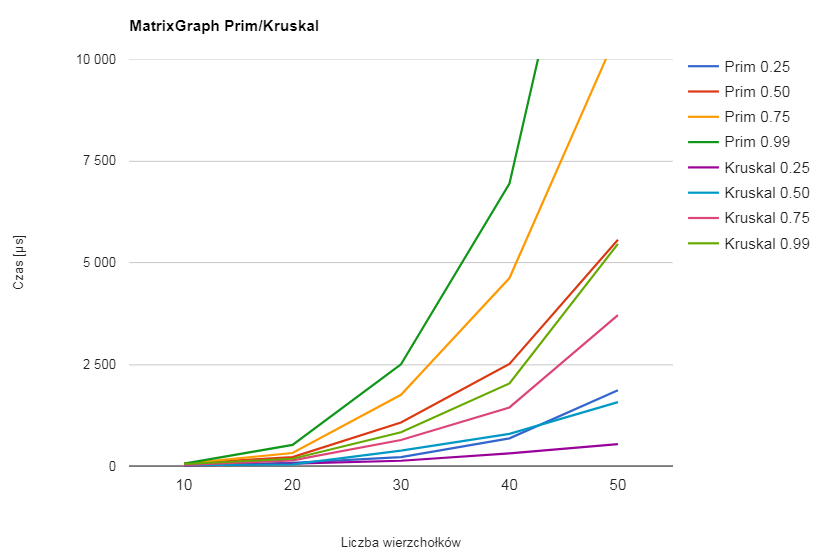 MatrixGraph Prim/Kruskal
10 000
7 500
5 000
2 500
0
Czas [µs]
10 20 30 40 50
Liczba wierzchołków
Prim 0.25
Prim 0.50
Prim 0.75
Prim 0.99
Kruskal 0.25
Kruskal 0.50
Kruskal 0.75
Kruskal 0.99